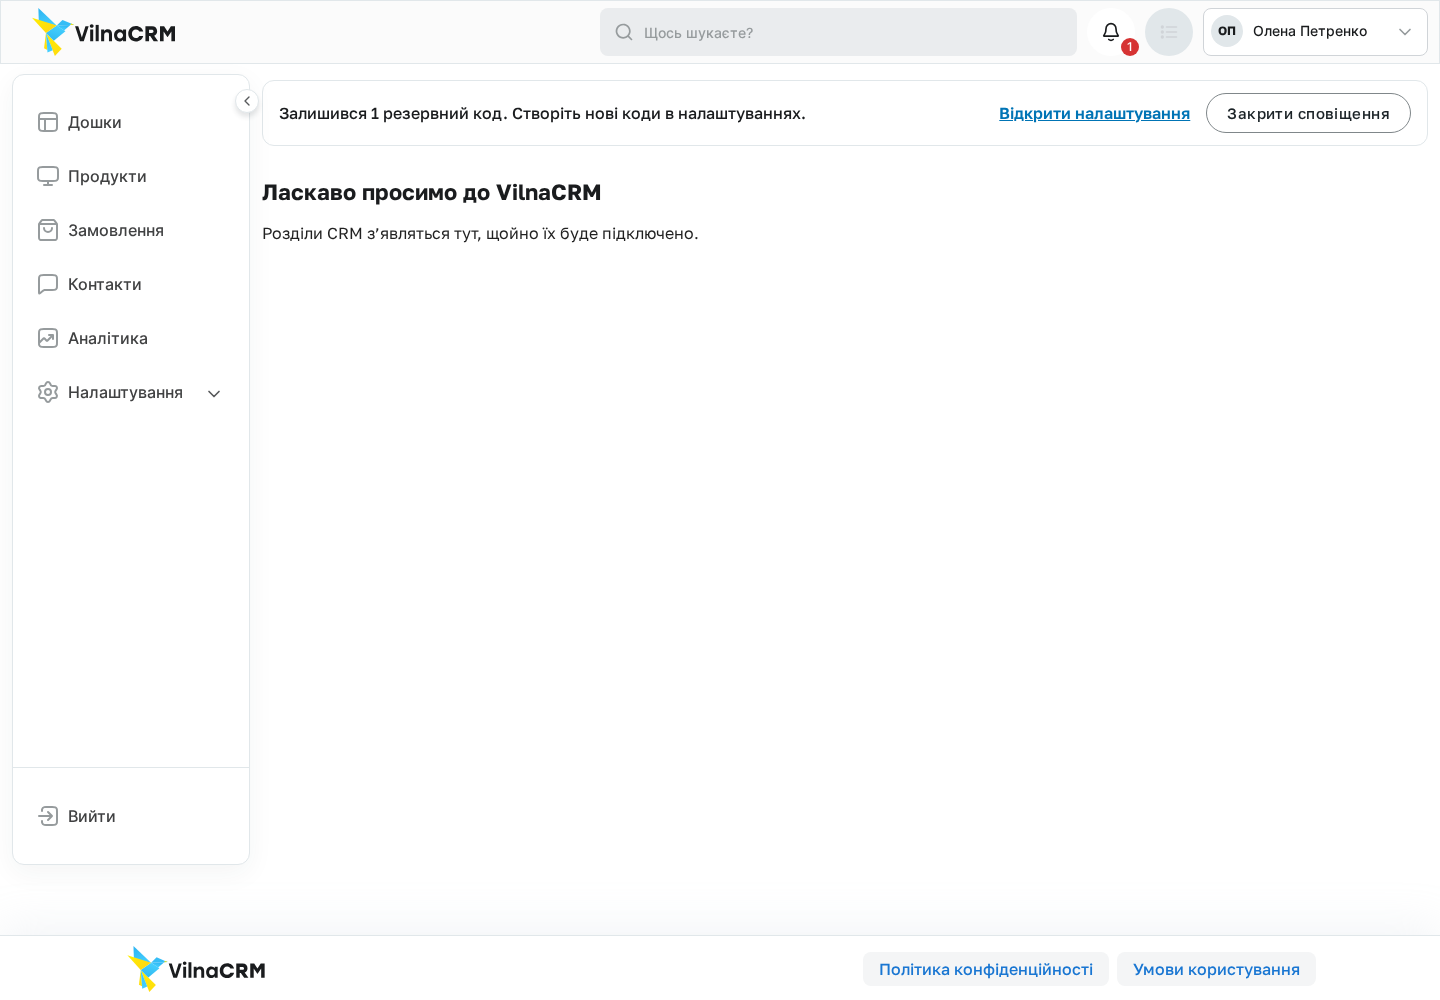 VilnaCRM
Щось шукаєте?
1
ОП
Олена Петренко
Дошки
Продукти
Замовлення
Контакти
Аналітика
Налаштування
Вийти
Залишився 1 резервний код. Створіть нові коди в налаштуваннях.
Відкрити налаштування
Закрити сповіщення
Ласкаво просимо до VilnaCRM
Розділи CRM з’являться тут, щойно їх буде підключено.
VilnaCRM
Політика конфіденційності
Умови користування